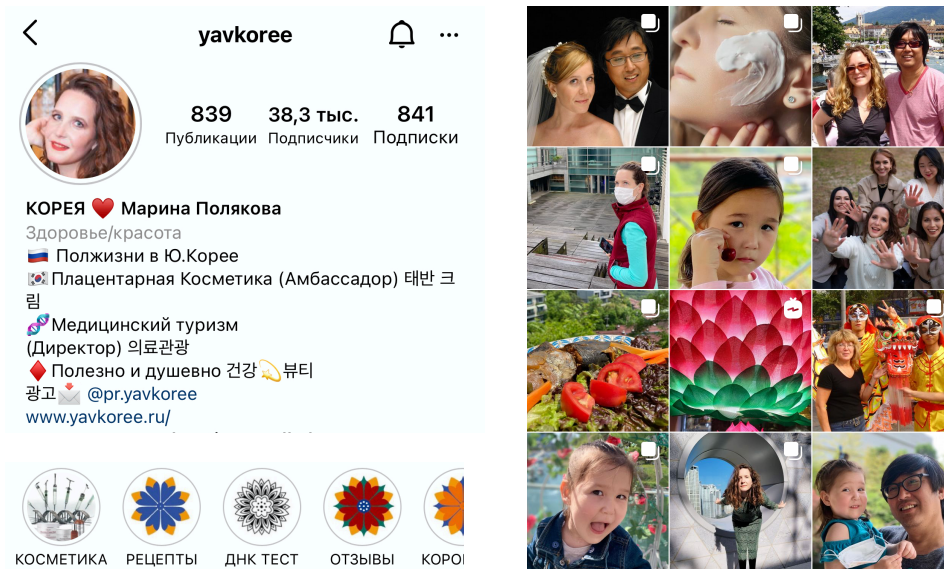 yavkoree
839
38,3 тыс.
841
Публикации
Подписчики
Подписки
КОРЕЯ ❤️ Марина Полякова
Здоровье/красота
🇷🇺 Полжизни в Ю.Корее
🇰🇷 Плацентарная Косметика (Амбассадор) 태반 크
림
🧬Медицинский туризм
(Директор) 의료관광
♦️Полезно и душевно 건강💫뷰티
광고📩 @pr.yavkoree
www.yavkoree.ru/
КОСМЕТИКА
РЕЦЕПТЫ
ДНК ТЕСТ
ОТЗЫВЫ
КОРО